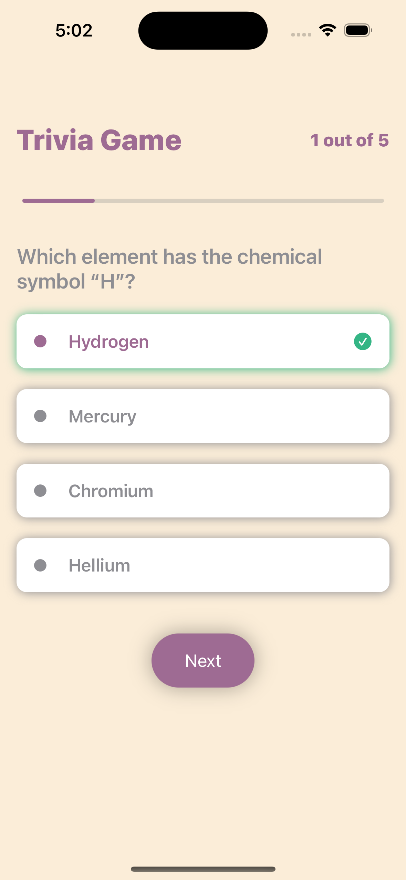 5:02
Trivia Game
1 out of 5
Which element has the chemical
symbol “H”?
Hydrogen
Mercury
Chromium
Hellium
Next